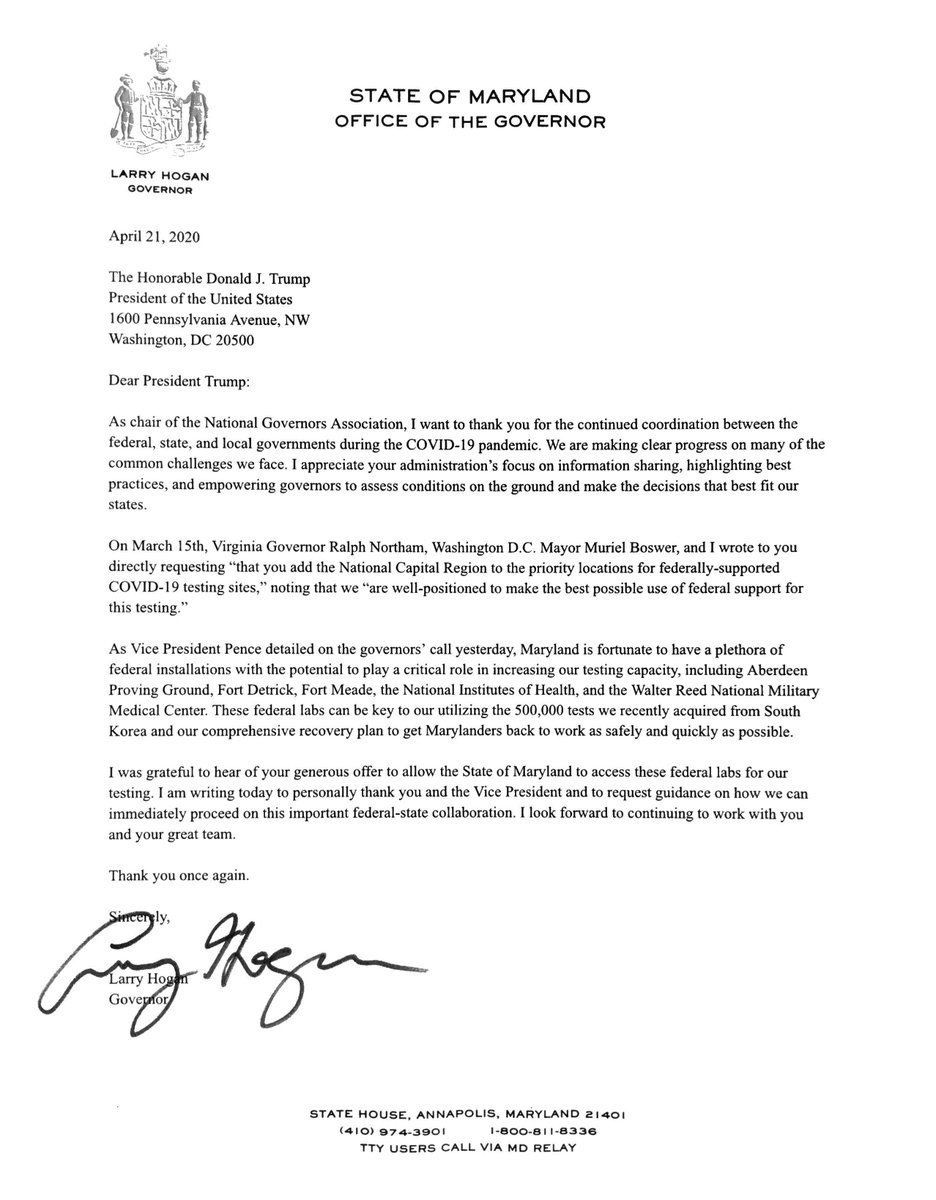 STATE OF MARYLAND
OFFICE OF THE GOVERNOR
LARRY HOGAN
GOVERNOR
April 21, 2020
The Honorable Donald J. Trump
President of the United States
1600 Pennsylvania Avenue, NW
Washington, DC 20500
Dear President Trump:
As chair of the National Governors Association, I want to thank you for the continued coordination between the
federal, state, and local governments during the COVID-19 pandemic. We are making clear progress on many of the
common challenges we face. I appreciate your administration’s focus on information sharing, highlighting best
practices, and empowering governors to assess conditions on the ground and make the decisions that best fit our
states.
On March 15th, Virginia Governor Ralph Northam, Washington D.C. Mayor Muriel Boswer, and I wrote to you
directly requesting “that you add the National Capital Region to the priority locations for federally-supported
COVID-19 testing sites,” noting that we “are well-positioned to make the best possible use of federal support for
this testing.”
As Vice President Pence detailed on the governors’ call yesterday, Maryland is fortunate to have a plethora of
federal installations with the potential to play a critical role in increasing our testing capacity, including Aberdeen
Proving Ground, Fort Detrick, Fort Meade, the National Institutes of Health, and the Walter Reed National Military
Medical Center. These federal labs can be key to our utilizing the 500,000 tests we recently acquired from South
Korea and our comprehensive recovery plan to get Marylanders back to work as safely and quickly as possible.
I was grateful to hear of your generous offer to allow the State of Maryland to access these federal labs for our
testing. I am writing today to personally thank you and the Vice President and to request guidance on how we can
immediately proceed on this important federal-state collaboration. I look forward to continuing to work with you
and your great team.
Thank you once again.
Sincerely,
Larry Hogan
Larry Hogan
Governor
STATE HOUSE, ANNAPOLIS, MARYLAND 21401
(410) 974-3901 1-800-811-8336
TTY USERS CALL VIA MD RELAY